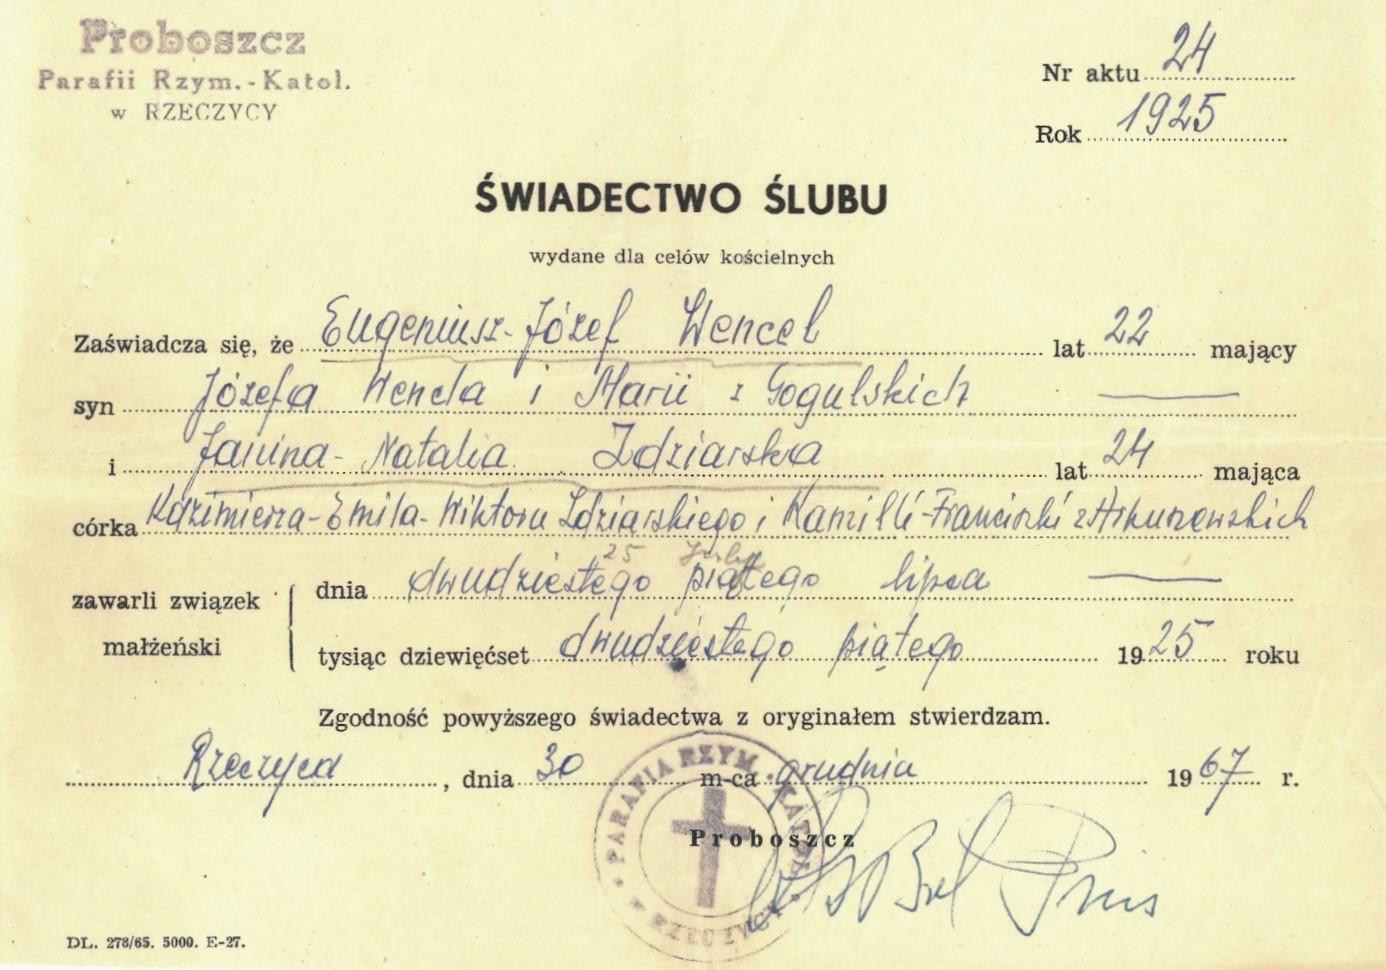 Proboszcz
Parafii Rzym.-Katol.
w RZECZYCY
Nr aktu 24
Rok 1925
ŚWIADECTWO ŚLUBU
wydane dla celów kościelnych
Zaświadcza się, że Eugeniusz-Józef Wencel lat 22 mający
syn Józefa Wencla i Marii z Gogulskich
i Janina-Natalia Zdziarska lat 24 mająca
córka Kazimierza-Emila-Wiktora Zdziarskiego i Kamilli-Franciszki z Arkuszewskich
25
zawarli związek małżeński
dnia dwudziestego piątego lipca
tysiąc dziewięćset dwudziestego piątego 1925 roku
Zgodność powyższego świadectwa z oryginałem stwierdzam.
Rzeczyca, dnia 30 m-ca grudnia 1967 r.
Proboszcz
PARAFIA RZYM. KATOL.
RZECZYCA
DL. 278/65. 5000. E-27.